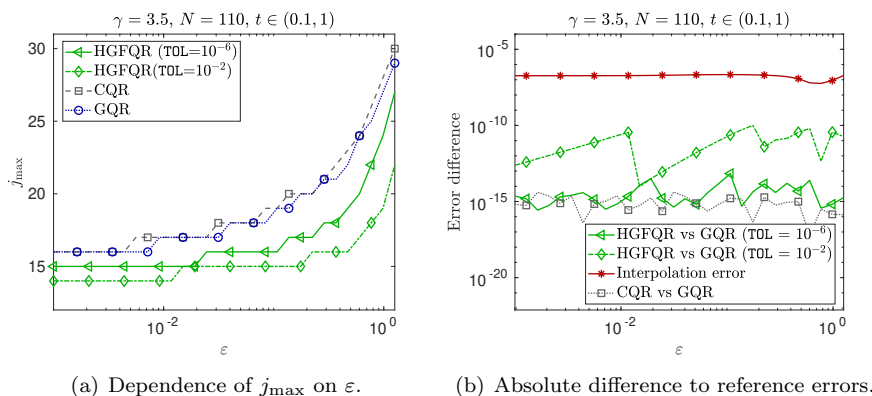 γ = 3.5, N = 110, t ∈ (0.1, 1)
30
25
20
15
j_max
10^-2
10^0
ε
HGFQR (TOL=10^-6)
HGFQR(TOL=10^-2)
CQR
GQR
(a) Dependence of j_max on ε.
γ = 3.5, N = 110, t ∈ (0.1, 1)
10^-5
10^-10
10^-15
10^-20
Error difference
10^-2
10^0
ε
HGFQR vs GQR (TOL = 10^-6)
HGFQR vs GQR (TOL = 10^-2)
Interpolation error
CQR vs GQR
(b) Absolute difference to reference errors.